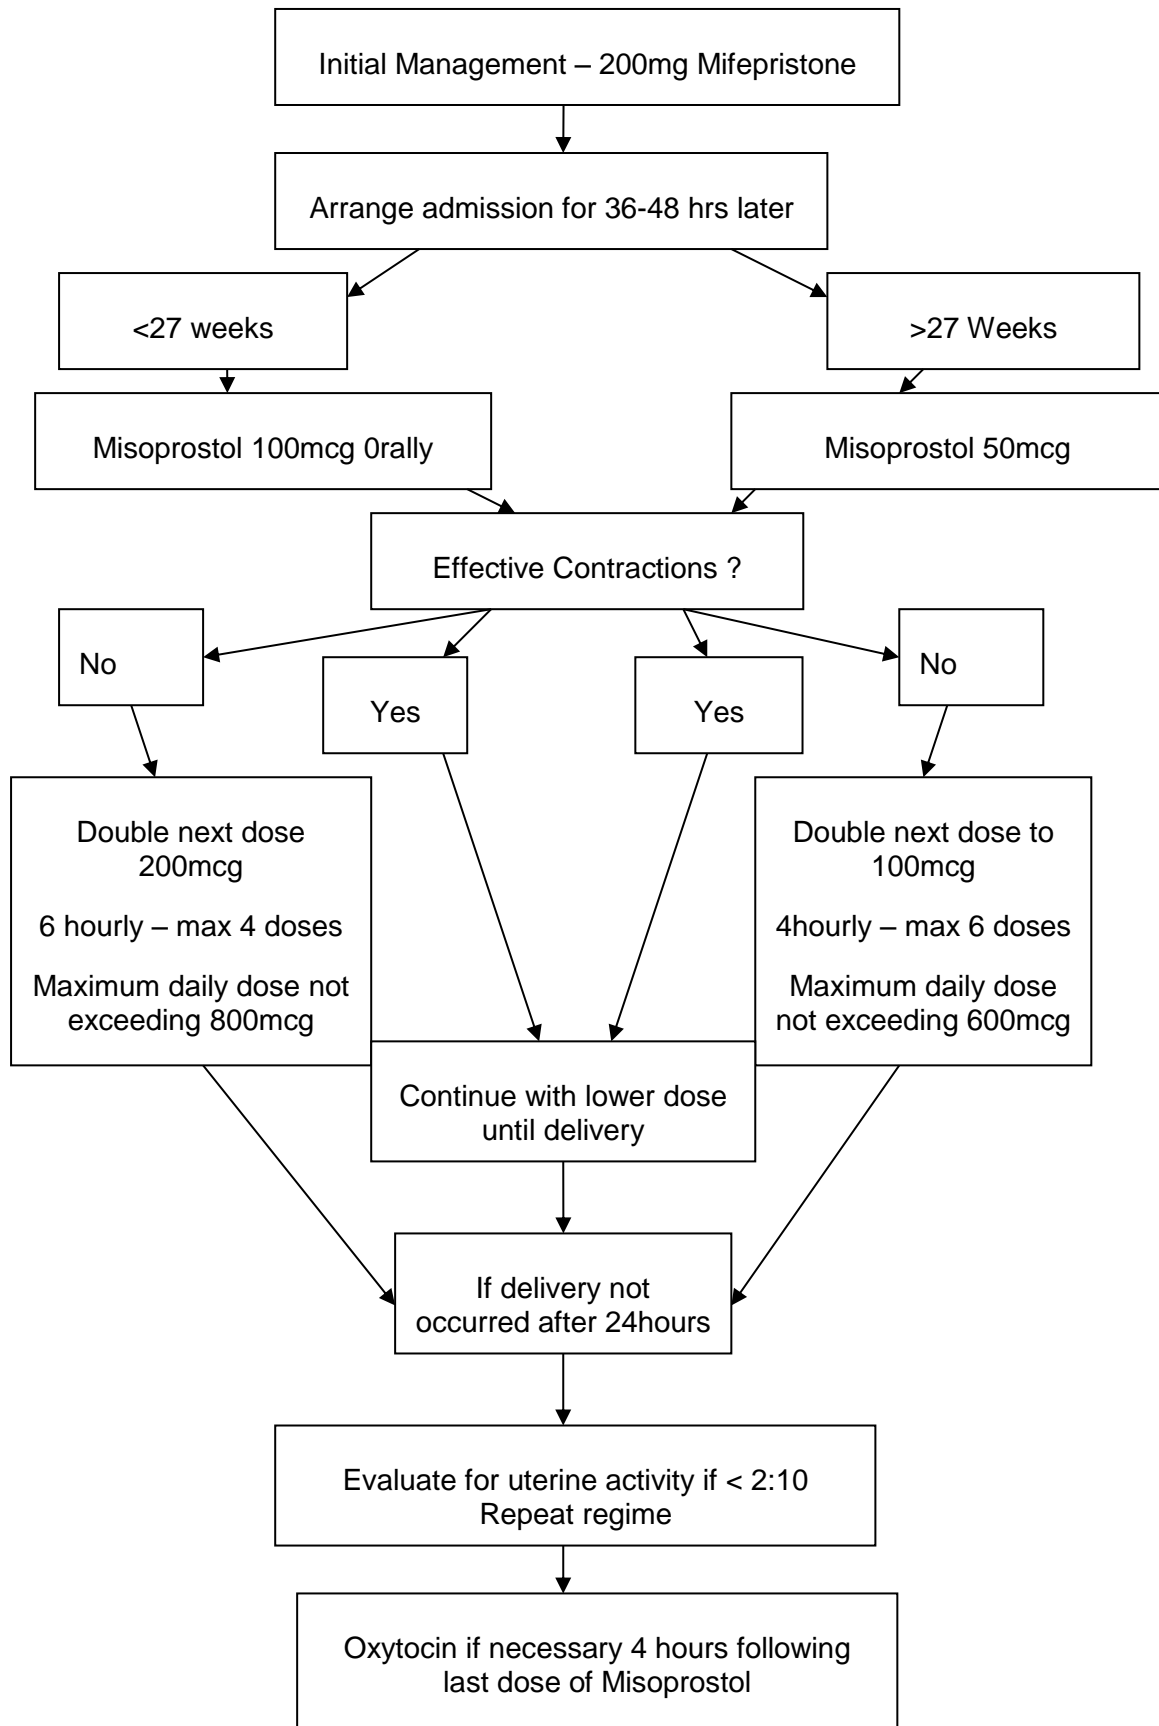 Initial Management – 200mg Mifepristone
Arrange admission for 36-48 hrs later
<27 weeks
>27 Weeks
Misoprostol 100mcg 0rally
Misoprostol 50mcg
Effective Contractions ?
No
Yes
Yes
No
Double next dose
200mcg
6 hourly – max 4 doses
Maximum daily dose not
exceeding 800mcg
Double next dose to
100mcg
4hourly – max 6 doses
Maximum daily dose
not exceeding 600mcg
Continue with lower dose
until delivery
If delivery not
occurred after 24hours
Evaluate for uterine activity if < 2:10
Repeat regime
Oxytocin if necessary 4 hours following
last dose of Misoprostol